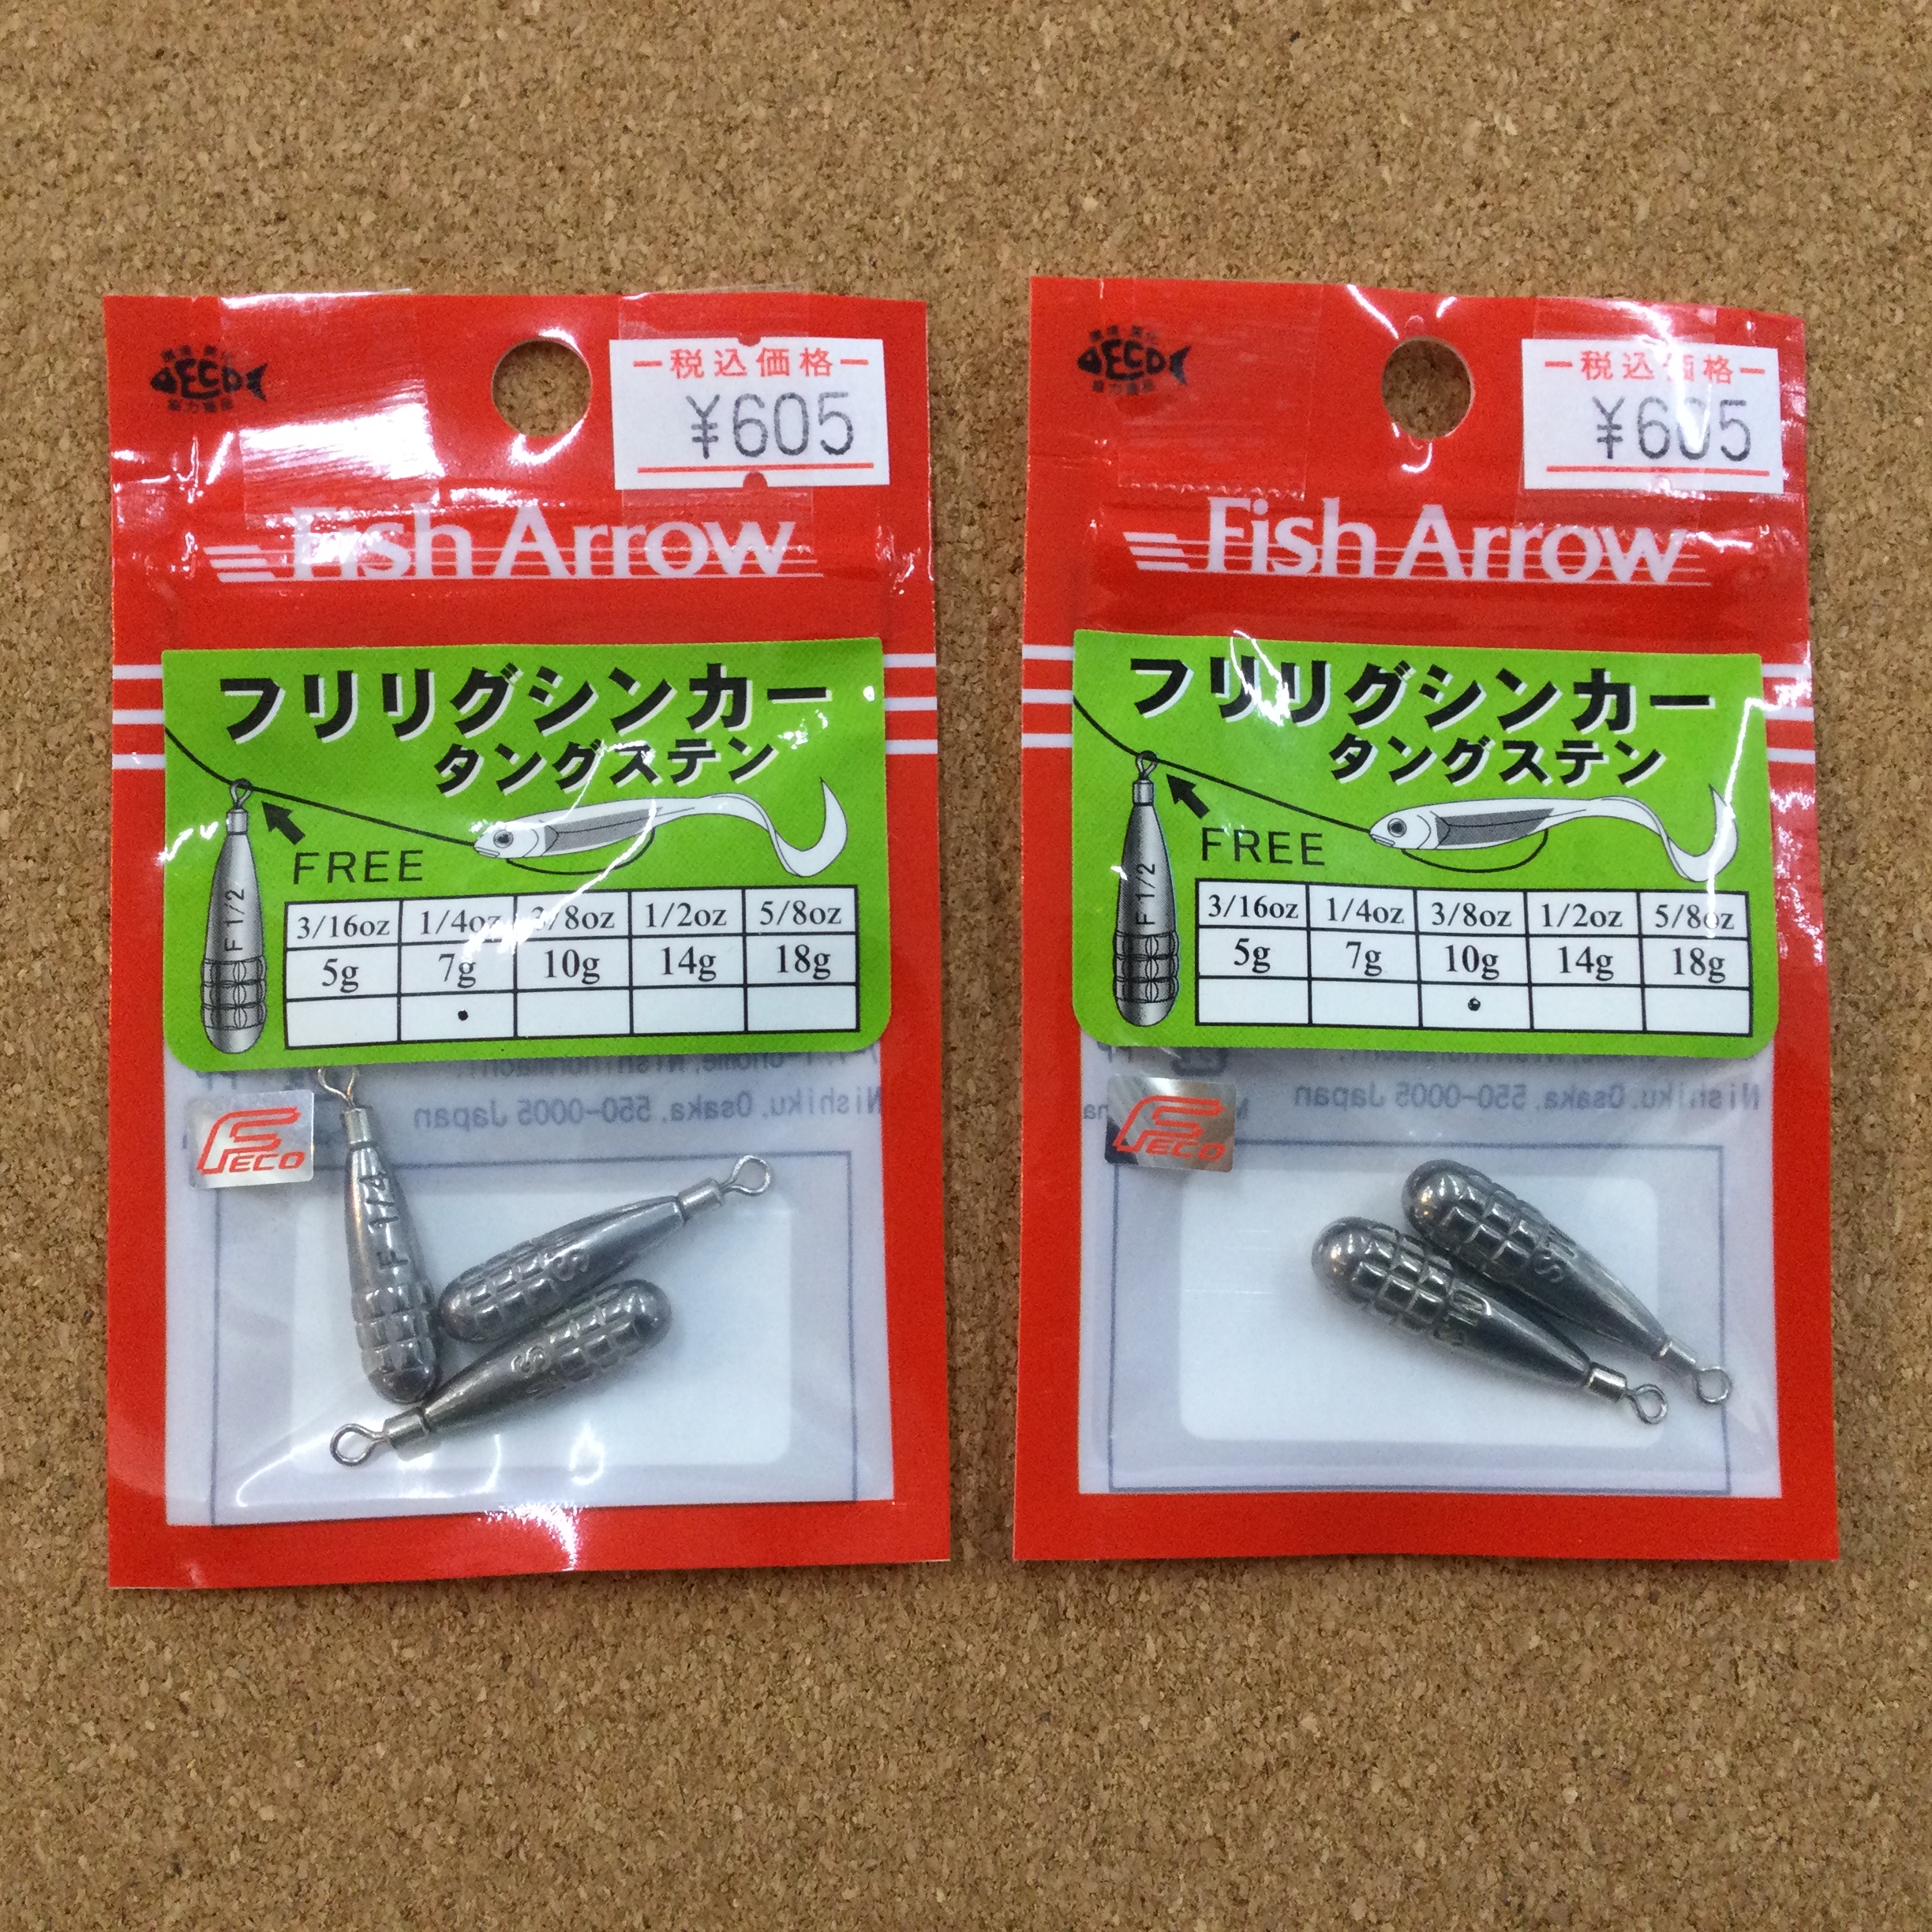 ECO
税込価格
¥605
Fish Arrow
フリリグシンカー
タングステン
FREE
F 1/2
3/16oz 1/4oz 3/8oz 1/2oz 5/8oz
5g 7g 10g 14g 18g
Nishiku, Osaka, 550-0005 Japan
FECO
F 1/4
S
S
ECO
税込価格
¥605
Fish Arrow
フリリグシンカー
タングステン
FREE
F 1/2
3/16oz 1/4oz 3/8oz 1/2oz 5/8oz
5g 7g 10g 14g 18g
Nishiku, Osaka, 550-0005 Japan
FECO